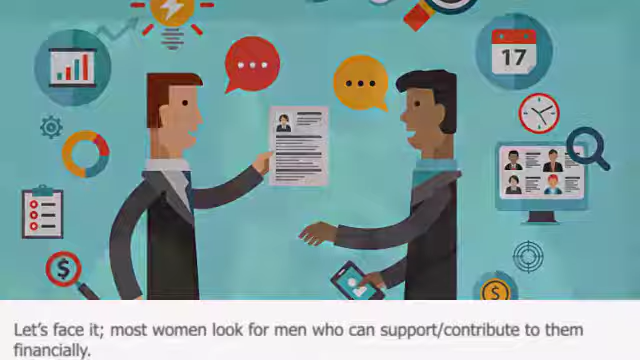 17
$
$
Let's face it; most women look for men who can support/contribute to them
financially.